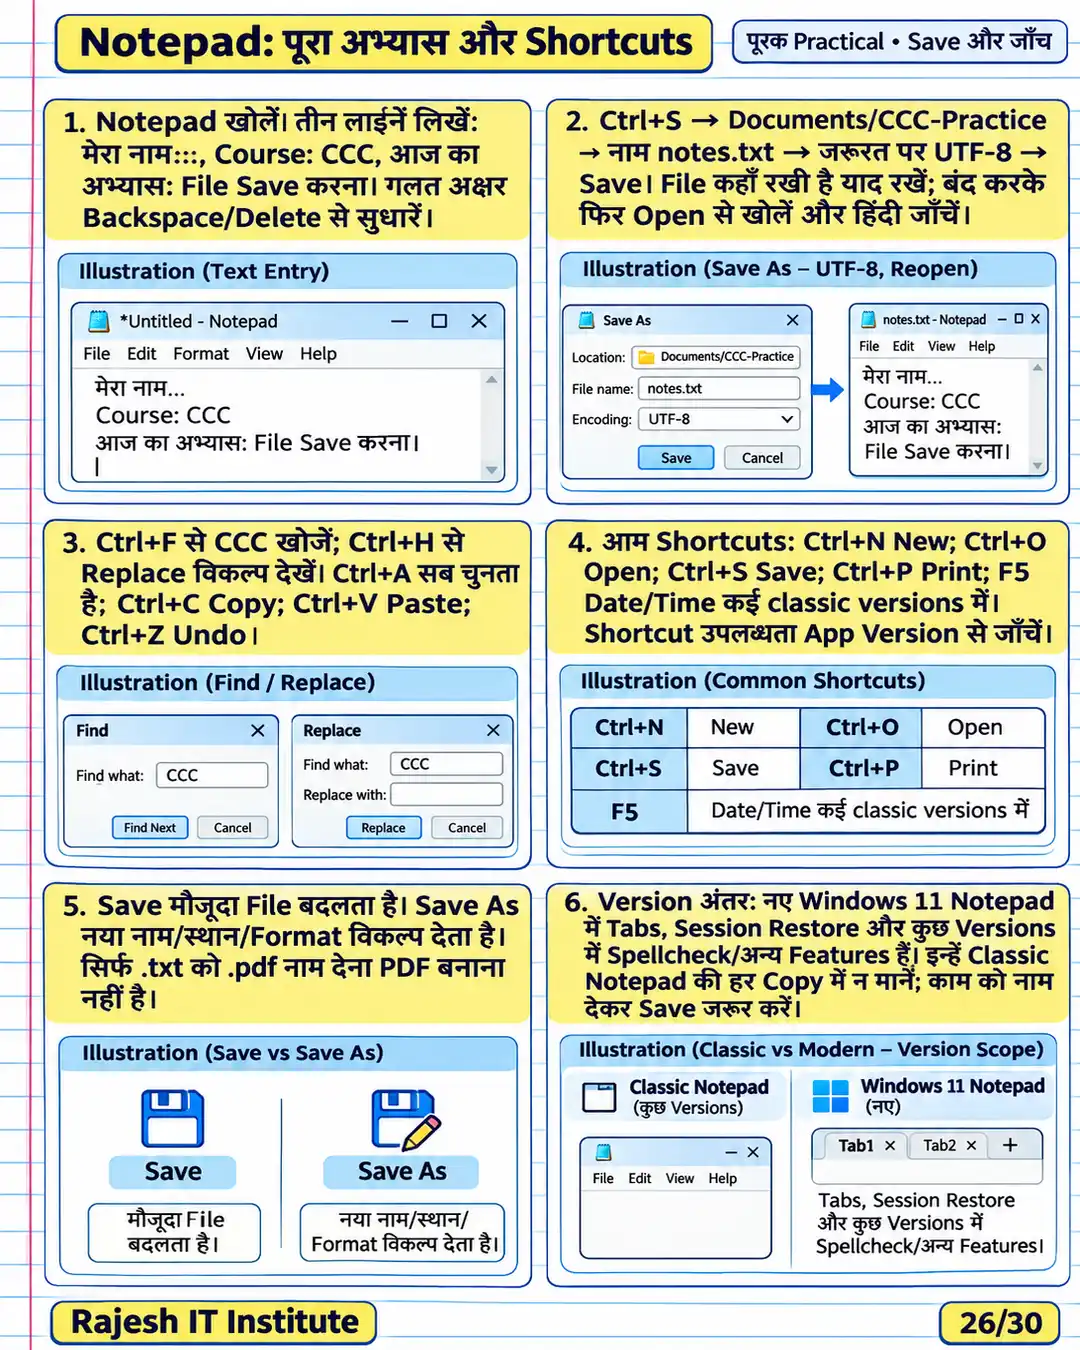 Notepad: पूरा अभ्यास और Shortcuts
पूरक Practical • Save और जाँच
1. Notepad खोलें। तीन लाईनें लिखें:
मेरा नाम:::, Course: CCC, आज का
अभ्यास: File Save करना। गलत अक्षर
Backspace/Delete से सुधारें।
Illustration (Text Entry)
*Untitled - Notepad
File Edit Format View Help
मेरा नाम...
Course: CCC
आज का अभ्यास: File Save करना।
2. Ctrl+S → Documents/CCC-Practice
→ नाम notes.txt → जरूरत पर UTF-8 →
Save। File कहाँ रखी है याद रखें; बंद करके
फिर Open से खोलें और हिंदी जाँचें।
Illustration (Save As – UTF-8, Reopen)
Save As
Location: Documents/CCC-Practice
File name: notes.txt
Encoding: UTF-8
Save Cancel
notes.txt - Notepad
File Edit View Help
मेरा नाम...
Course: CCC
आज का अभ्यास:
File Save करना।
3. Ctrl+F से CCC खोजें; Ctrl+H से
Replace विकल्प देखें। Ctrl+A सब चुनता
है; Ctrl+C Copy; Ctrl+V Paste;
Ctrl+Z Undo।
Illustration (Find / Replace)
Find
Find what: CCC
Find Next Cancel
Replace
Find what: CCC
Replace with:
Replace Cancel
4. आम Shortcuts: Ctrl+N New; Ctrl+O
Open; Ctrl+S Save; Ctrl+P Print; F5
Date/Time कई classic versions में।
Shortcut उपलब्धता App Version से जाँचें।
Illustration (Common Shortcuts)
Ctrl+N New Ctrl+O Open
Ctrl+S Save Ctrl+P Print
F5 Date/Time कई classic versions में
5. Save मौजूदा File बदलता है। Save As
नया नाम/स्थान/Format विकल्प देता है।
सिर्फ .txt को .pdf नाम देना PDF बनाना
नहीं है।
Illustration (Save vs Save As)
Save
मौजूदा File
बदलता है।
Save As
नया नाम/स्थान/
Format विकल्प देता है।
6. Version अंतर: नए Windows 11 Notepad
में Tabs, Session Restore और कुछ Versions
में Spellcheck/अन्य Features हैं। इन्हें Classic
Notepad की हर Copy में न मानें; काम को नाम
देकर Save जरूर करें।
Illustration (Classic vs Modern – Version Scope)
Classic Notepad
(कुछ Versions)
File Edit View Help
Windows 11 Notepad
(नए)
Tab1 Tab2
Tabs, Session Restore
और कुछ Versions में
Spellcheck/अन्य Features।
Rajesh IT Institute
26/30